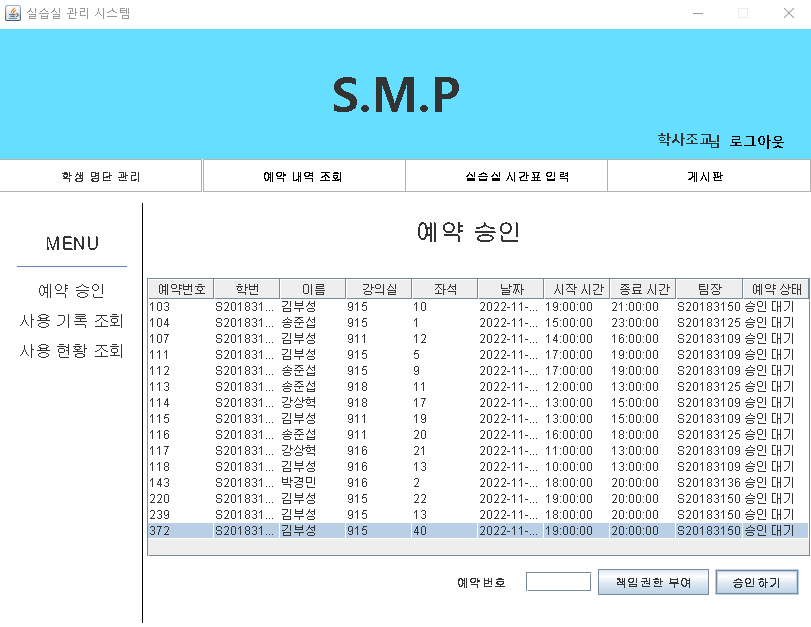 실습실 관리 시스템
S.M.P
학사조교님 로그아웃
학생 명단 관리 예약 내역 조회 실습실 시간표 입력 게시판
MENU
예약 승인
사용 기록 조회
사용 현황 조회
예약 승인
예약번호 학번 이름 강의실 좌석 날짜 시작 시간 종료 시간 팀장 예약 상태
103 S201831... 김부성 915 10 2022-11-... 19:00:00 21:00:00 S20183150 승인 대기
104 S201831... 송준섭 915 1 2022-11-... 15:00:00 23:00:00 S20183125 승인 대기
107 S201831... 김부성 911 12 2022-11-... 14:00:00 16:00:00 S20183109 승인 대기
111 S201831... 김부성 915 5 2022-11-... 17:00:00 19:00:00 S20183109 승인 대기
112 S201831... 송준섭 915 9 2022-11-... 17:00:00 19:00:00 S20183109 승인 대기
113 S201831... 송준섭 918 11 2022-11-... 12:00:00 13:00:00 S20183125 승인 대기
114 S201831... 강상혁 918 17 2022-11-... 13:00:00 15:00:00 S20183109 승인 대기
115 S201831... 김부성 911 19 2022-11-... 13:00:00 15:00:00 S20183109 승인 대기
116 S201831... 송준섭 911 20 2022-11-... 16:00:00 18:00:00 S20183125 승인 대기
117 S201831... 강상혁 916 21 2022-11-... 11:00:00 13:00:00 S20183109 승인 대기
118 S201831... 김부성 916 13 2022-11-... 10:00:00 13:00:00 S20183109 승인 대기
143 S201831... 박경민 916 2 2022-11-... 18:00:00 20:00:00 S20183136 승인 대기
220 S201831... 김부성 915 22 2022-11-... 19:00:00 20:00:00 S20183150 승인 대기
239 S201831... 김부성 915 13 2022-11-... 18:00:00 20:00:00 S20183150 승인 대기
372 S201831... 김부성 915 40 2022-11-... 19:00:00 20:00:00 S20183150 승인 대기
예약번호 책임권한 부여 승인하기